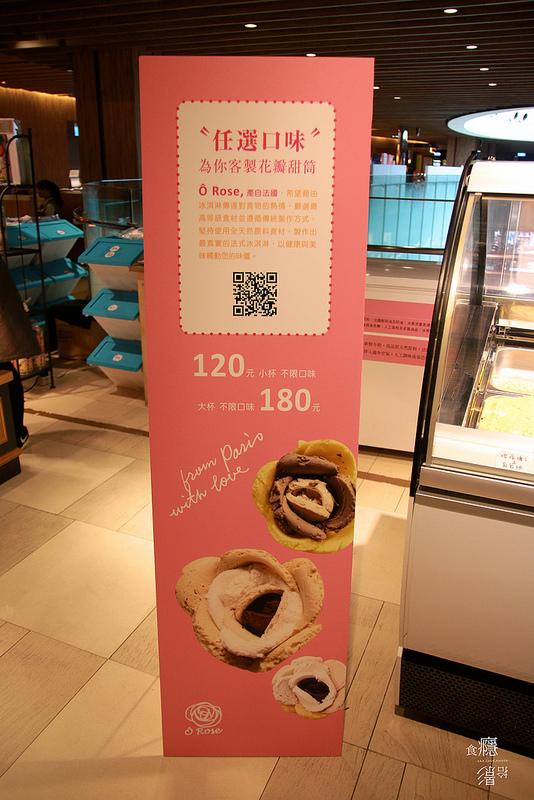 〝任選口味〞
為你客製花瓣甜筒
Ô Rose, 產自法國，希望藉由
冰淇淋傳達對食物的熱情，嚴選最
高等級食材並遵循傳統製作方式，
堅持使用全天然原料食材，製作出
最真實的法式冰淇淋，以健康與美
味觸動您的味蕾。
120元 小杯 不限口味
大杯 不限口味 180元
from Paris
with love
Ô Rose
食癮
拾影